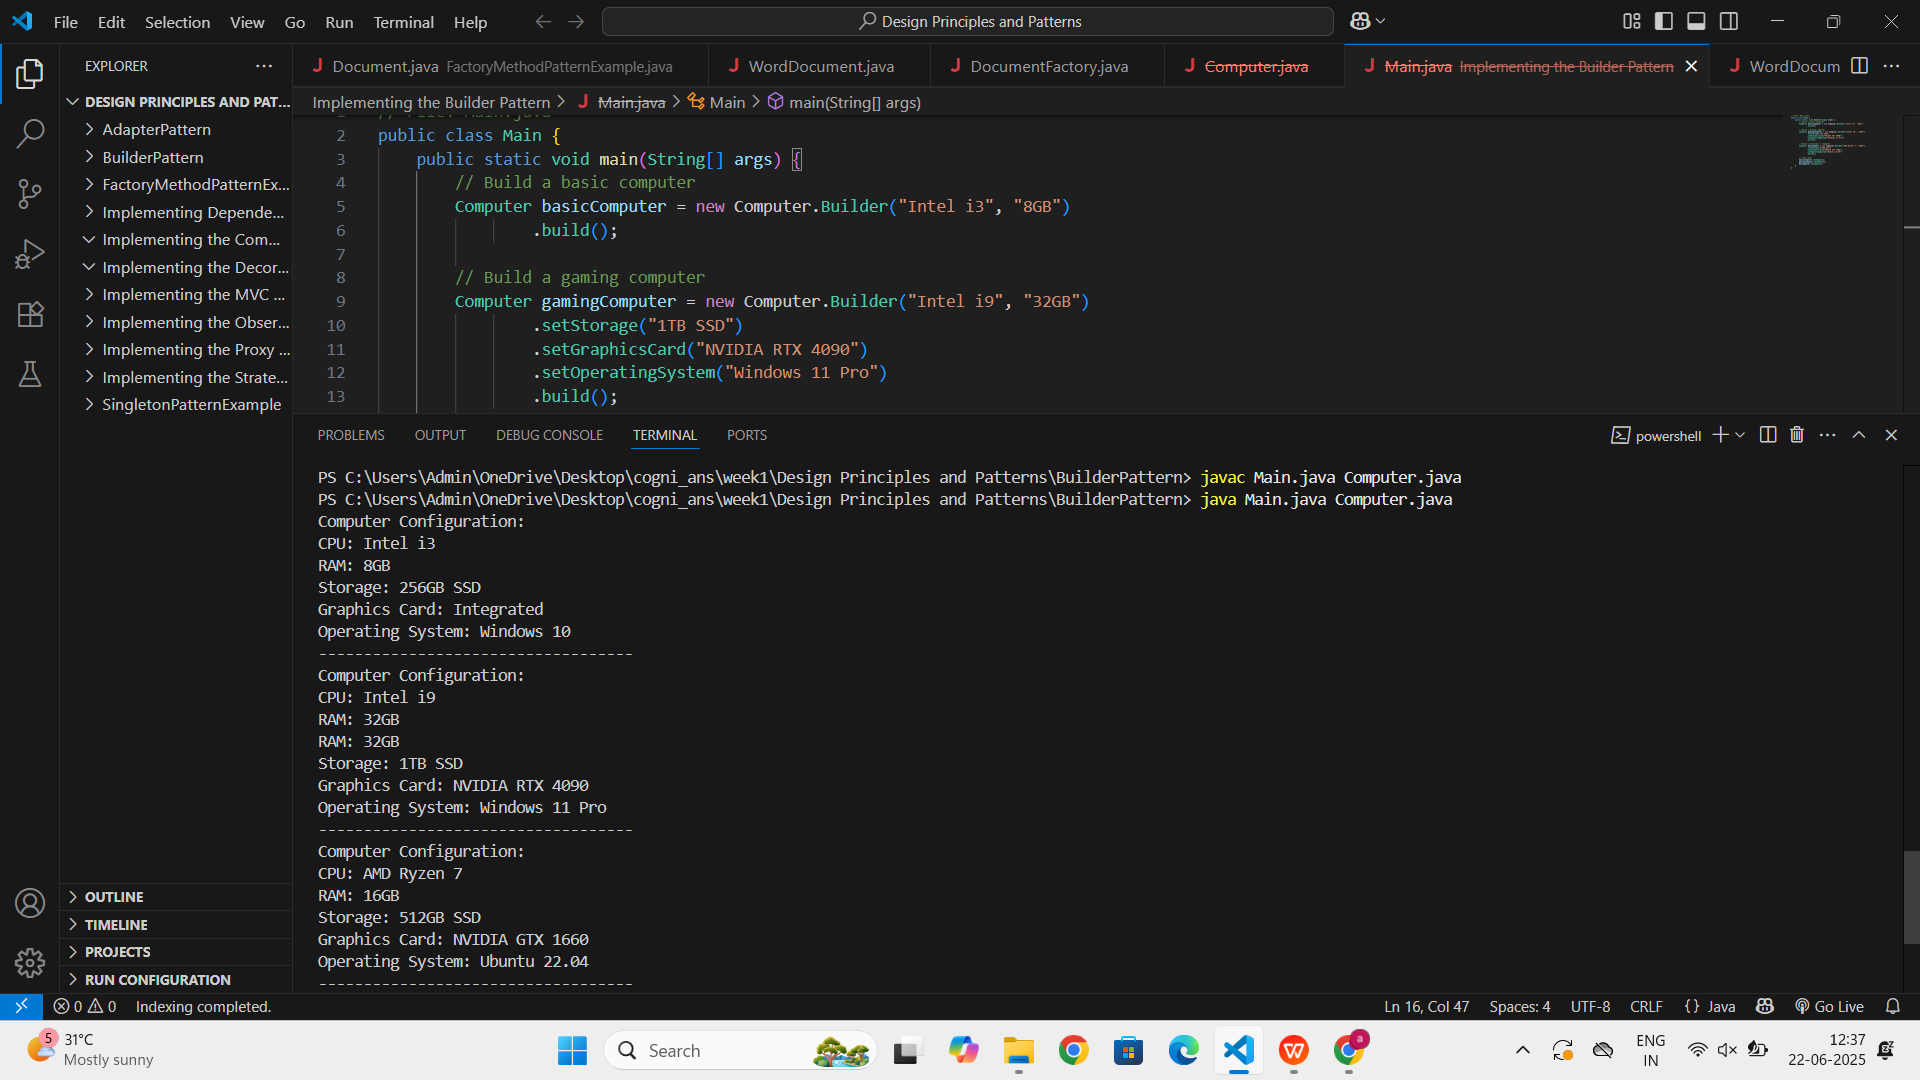 File Edit Selection View Go Run Terminal Help
Design Principles and Patterns
EXPLORER
DESIGN PRINCIPLES AND PAT...
AdapterPattern
BuilderPattern
FactoryMethodPatternEx...
Implementing Depende...
Implementing the Com...
Implementing the Decor...
Implementing the MVC ...
Implementing the Obser...
Implementing the Proxy ...
Implementing the Strate...
SingletonPatternExample
OUTLINE
TIMELINE
PROJECTS
RUN CONFIGURATION
J Document.java FactoryMethodPatternExample.java
J WordDocument.java
J DocumentFactory.java
J Computer.java
J Main.java Implementing the Builder Pattern
J WordDocum
Implementing the Builder Pattern > J Main.java > Main > main(String[] args)
1 // File: Main.java
2 public class Main {
3 public static void main(String[] args) {
4 // Build a basic computer
5 Computer basicComputer = new Computer.Builder("Intel i3", "8GB")
6 .build();
7
8 // Build a gaming computer
9 Computer gamingComputer = new Computer.Builder("Intel i9", "32GB")
10 .setStorage("1TB SSD")
11 .setGraphicsCard("NVIDIA RTX 4090")
12 .setOperatingSystem("Windows 11 Pro")
13 .build();
PROBLEMS OUTPUT DEBUG CONSOLE TERMINAL PORTS
powershell
PS C:\Users\Admin\OneDrive\Desktop\cogni_ans\week1\Design Principles and Patterns\BuilderPattern> javac Main.java Computer.java
PS C:\Users\Admin\OneDrive\Desktop\cogni_ans\week1\Design Principles and Patterns\BuilderPattern> java Main.java Computer.java
Computer Configuration:
CPU: Intel i3
RAM: 8GB
Storage: 256GB SSD
Graphics Card: Integrated
Operating System: Windows 10
-----------------------------------
Computer Configuration:
CPU: Intel i9
RAM: 32GB
RAM: 32GB
Storage: 1TB SSD
Graphics Card: NVIDIA RTX 4090
Operating System: Windows 11 Pro
-----------------------------------
Computer Configuration:
CPU: AMD Ryzen 7
RAM: 16GB
Storage: 512GB SSD
Graphics Card: NVIDIA GTX 1660
Operating System: Ubuntu 22.04
-----------------------------------
0 0 Indexing completed.
Ln 16, Col 47 Spaces: 4 UTF-8 CRLF {} Java Go Live
5 31°C
Mostly sunny
Search
a
ENG
IN
12:37
22-06-2025